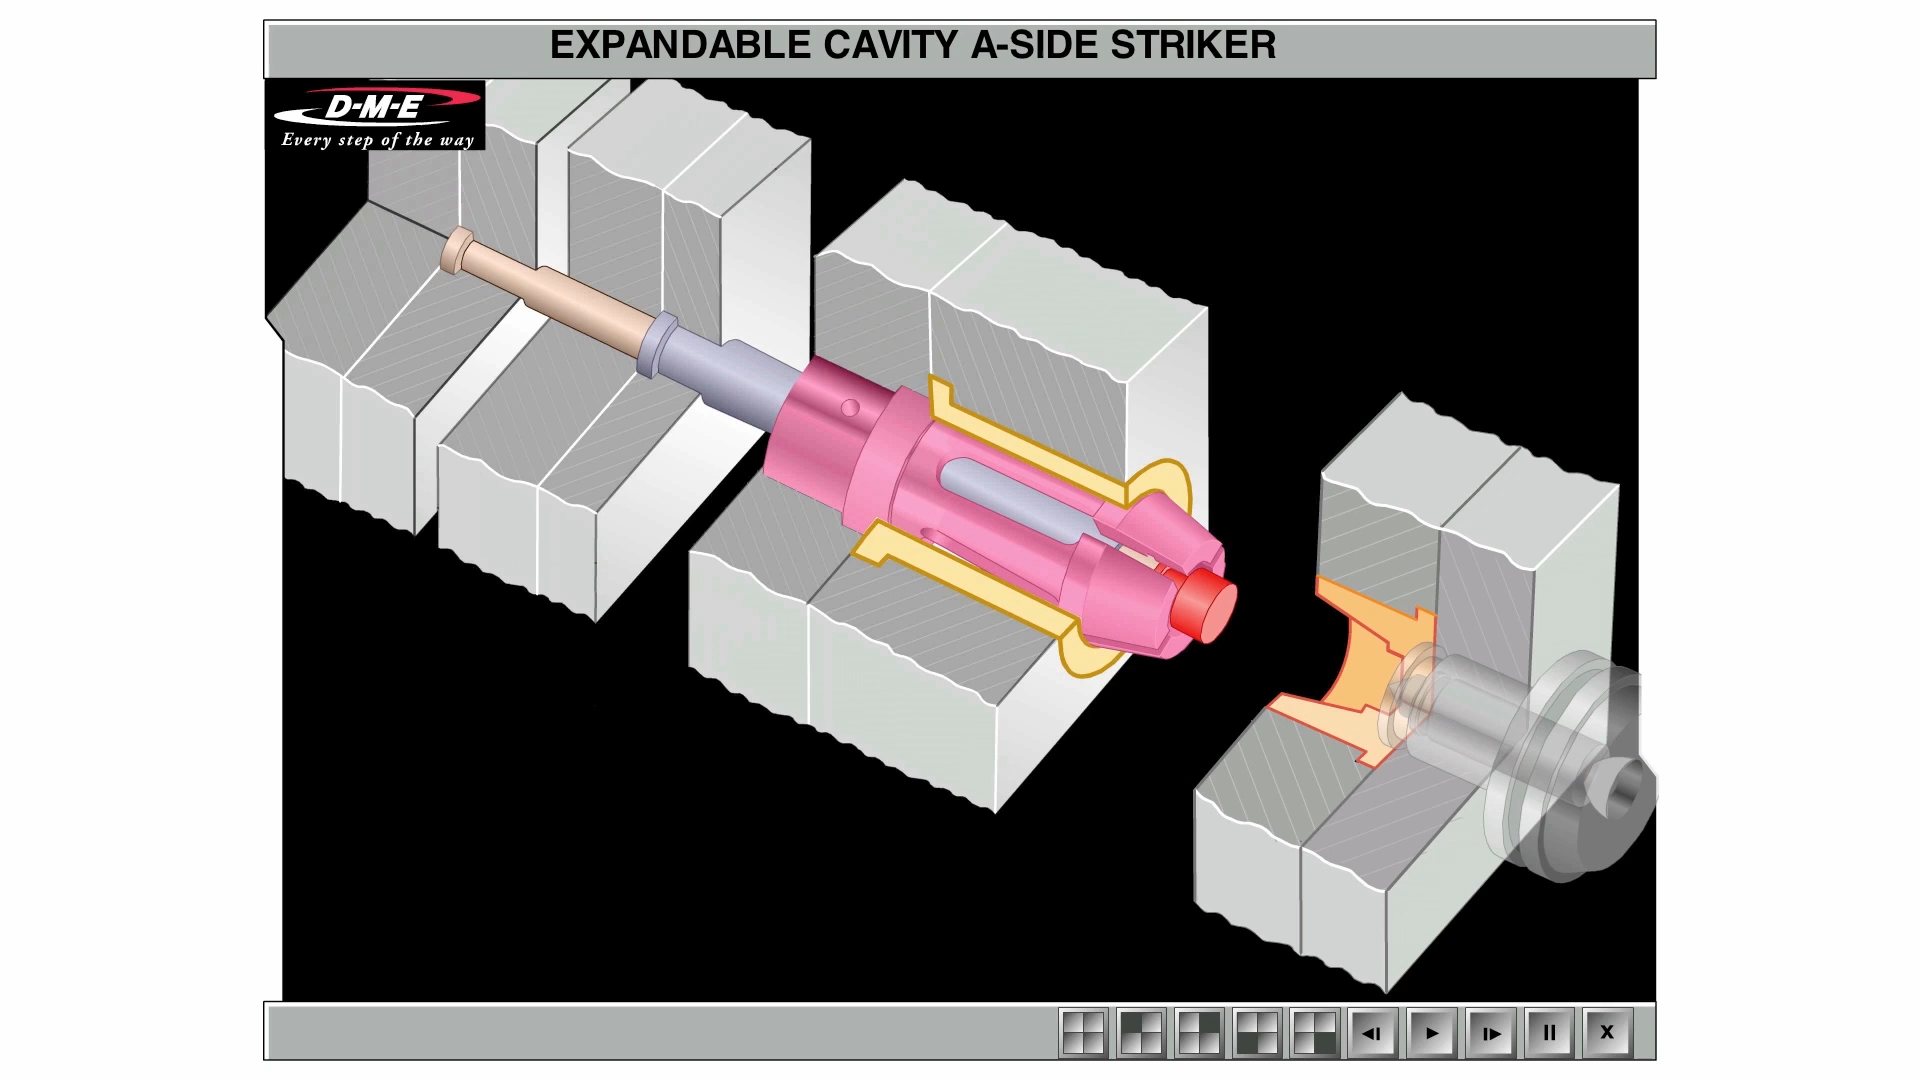 EXPANDABLE CAVITY A-SIDE STRIKER
D-M-E
Every step of the way
X